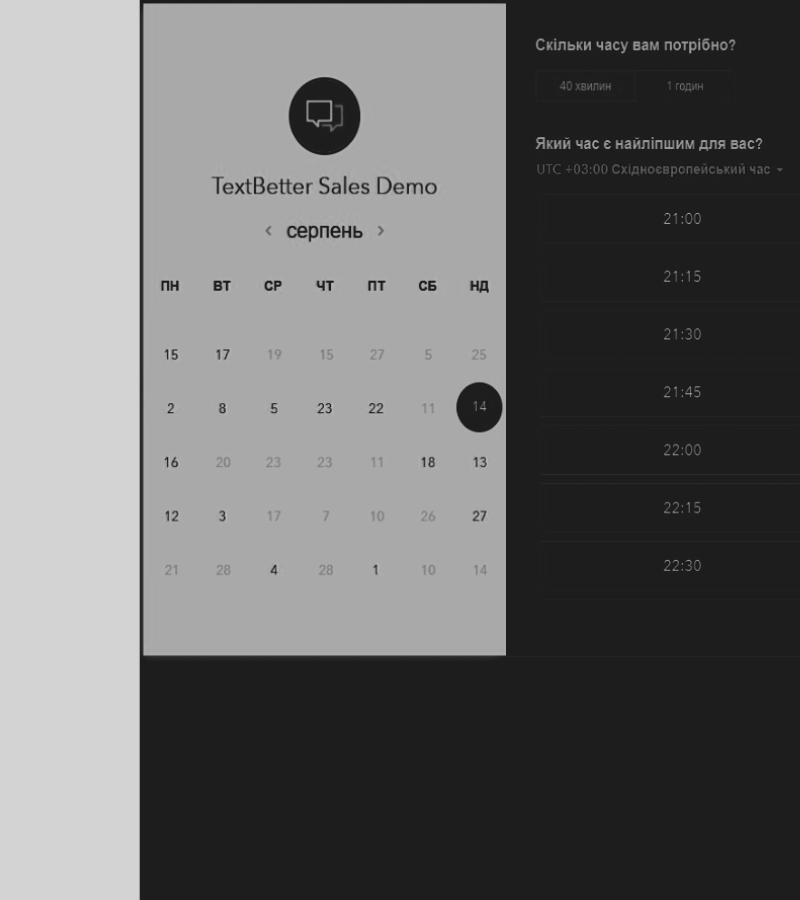 TextBetter Sales Demo
‹ серпень ›
ПН ВТ СР ЧТ ПТ СБ НД
15 17 19 15 27 5 25
2 8 5 23 22 11 14
16 20 23 23 11 18 13
12 3 17 7 10 26 27
21 28 4 28 1 10 14
Скільки часу вам потрібно?
40 хвилин 1 годин
Який час є найліпшим для вас?
UTC +03:00 Східноєвропейський час
21:00
21:15
21:30
21:45
22:00
22:15
22:30